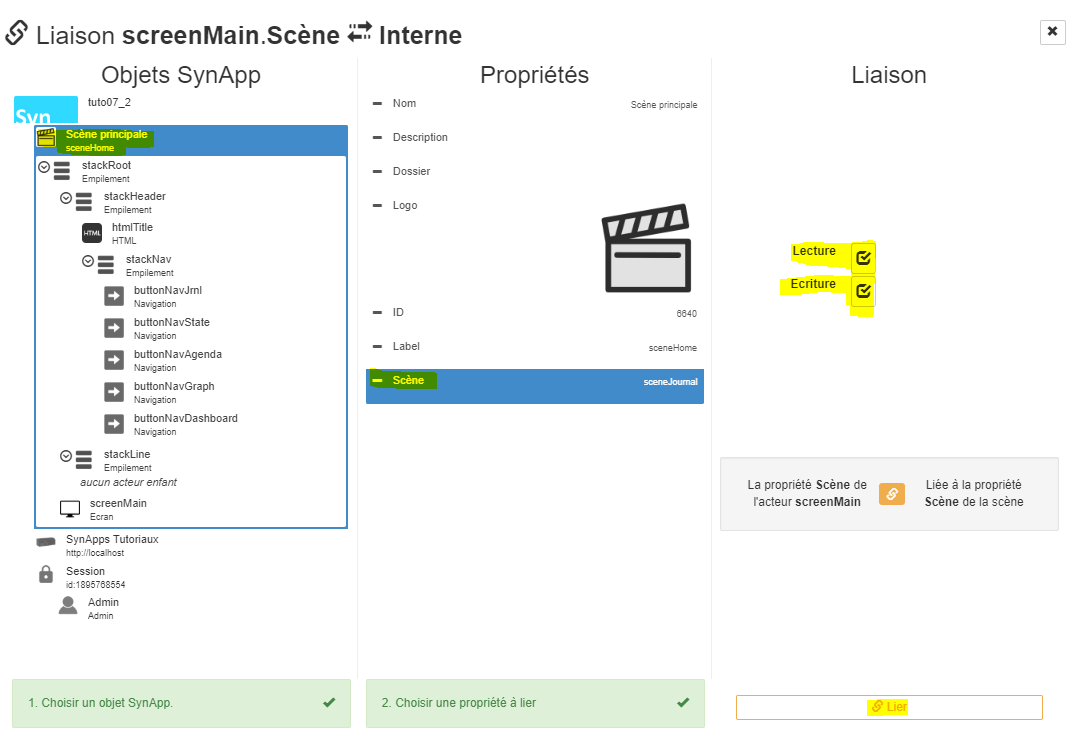 Liaison screenMain.Scène Interne
Objets SynApp
Syn
tuto07_2
Scène principale
sceneHome
stackRoot
Empilement
stackHeader
Empilement
HTML
htmlTitle
HTML
stackNav
Empilement
buttonNavJrnl
Navigation
buttonNavState
Navigation
buttonNavAgenda
Navigation
buttonNavGraph
Navigation
buttonNavDashboard
Navigation
stackLine
Empilement
aucun acteur enfant
screenMain
Ecran
SynApps Tutoriaux
http://localhost
Session
id:1895768554
Admin
Admin
1. Choisir un objet SynApp.
Propriétés
Nom Scène principale
Description
Dossier
Logo
ID 6640
Label sceneHome
Scène sceneJournal
2. Choisir une propriété à lier
Liaison
Lecture
Ecriture
La propriété Scène de
l'acteur screenMain
Liée à la propriété
Scène de la scène
Lier